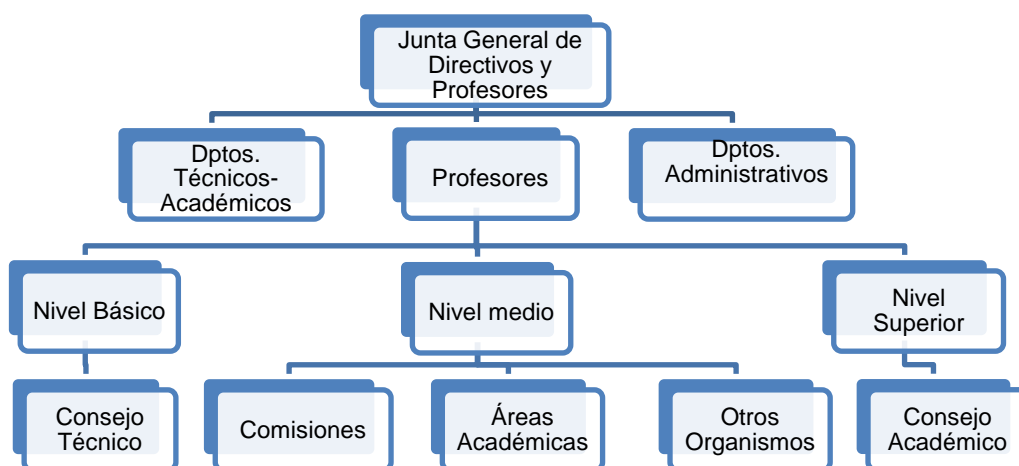 Junta General de
Directivos y
Profesores
Dptos.
Técnicos-
Académicos
Profesores
Dptos.
Administrativos
Nivel Básico
Nivel medio
Nivel
Superior
Consejo
Técnico
Comisiones
Áreas
Académicas
Otros
Organismos
Consejo
Académico